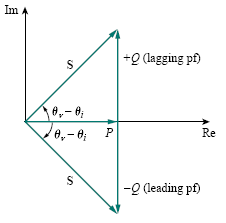 Im
S
+Q (lagging pf)
θv – θi
P
Re
θv – θi
S
–Q (leading pf)